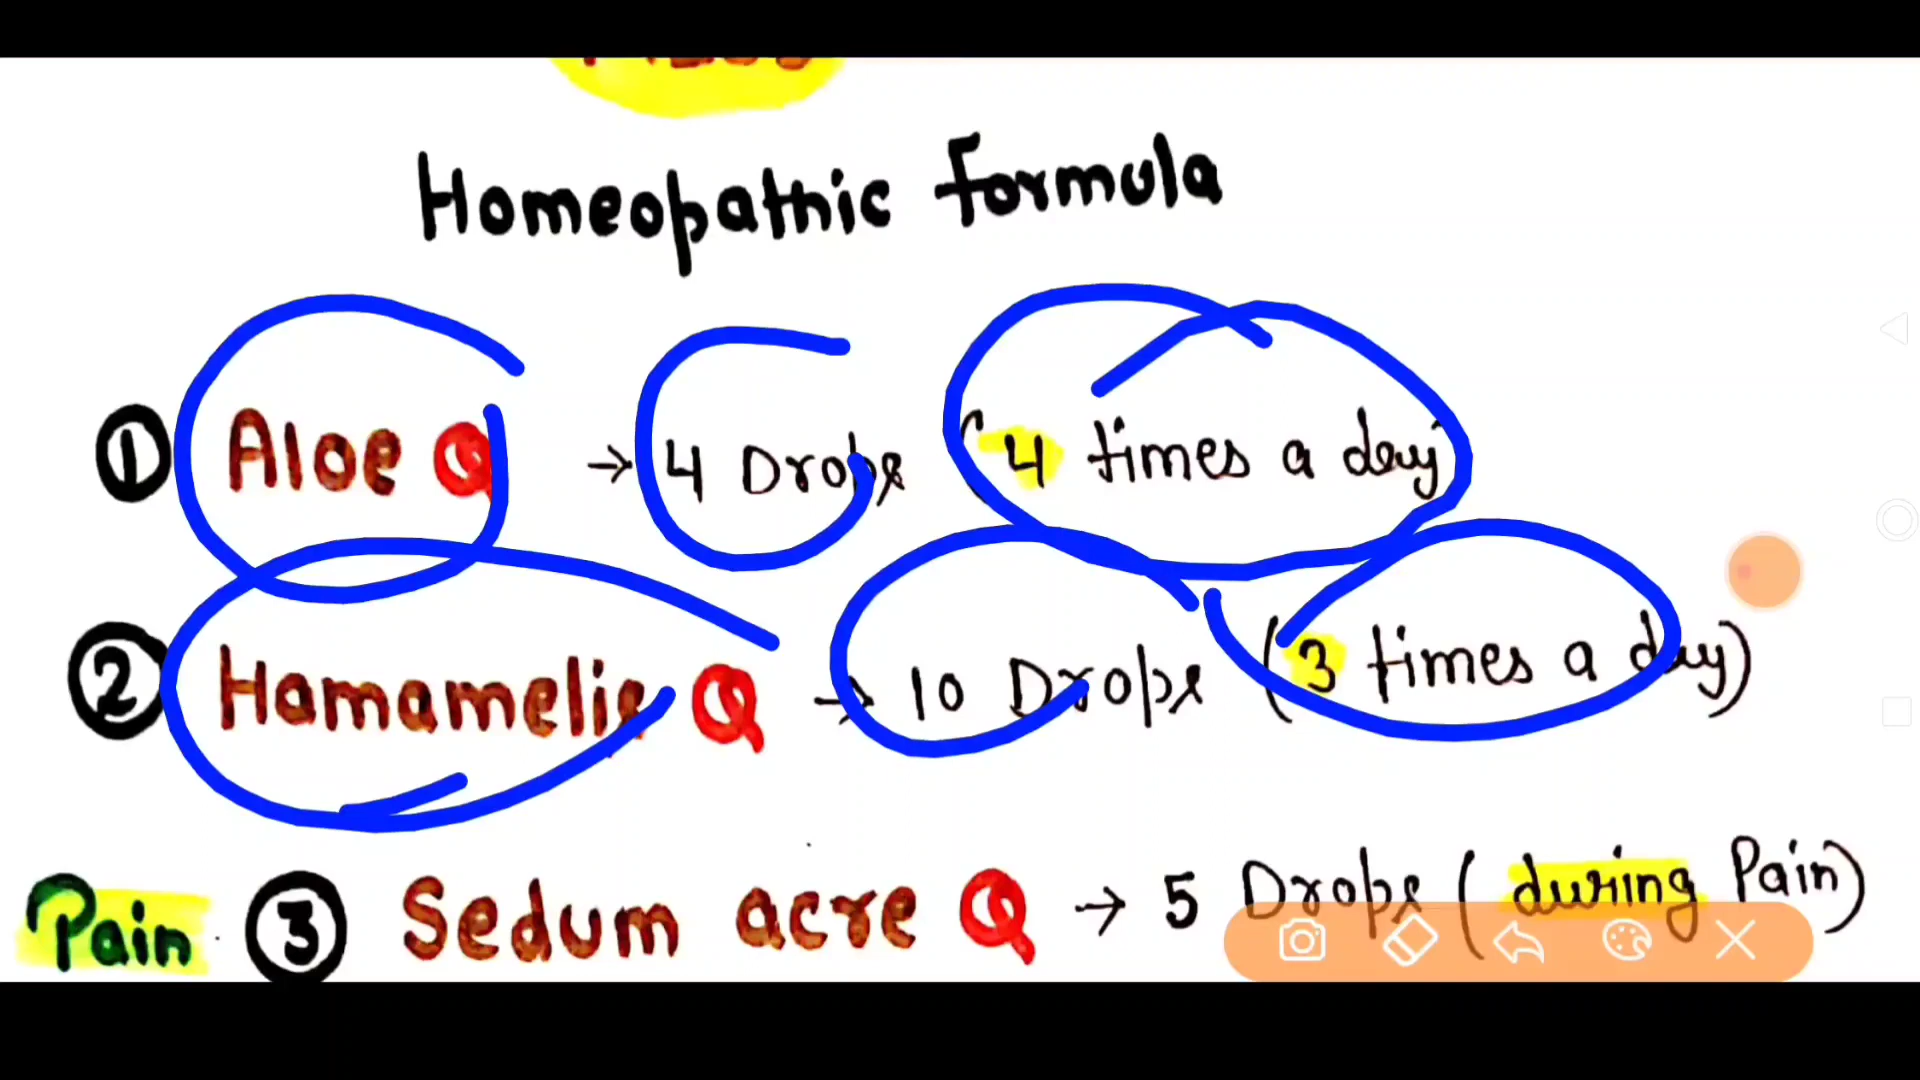 Homeopathic Formula
① Aloe Q → 4 Drops (4 times a day)
② Hamamelis Q → 10 Drops (3 times a day)
Pain ③ Sedum acre Q → 5 Drops (during Pain)